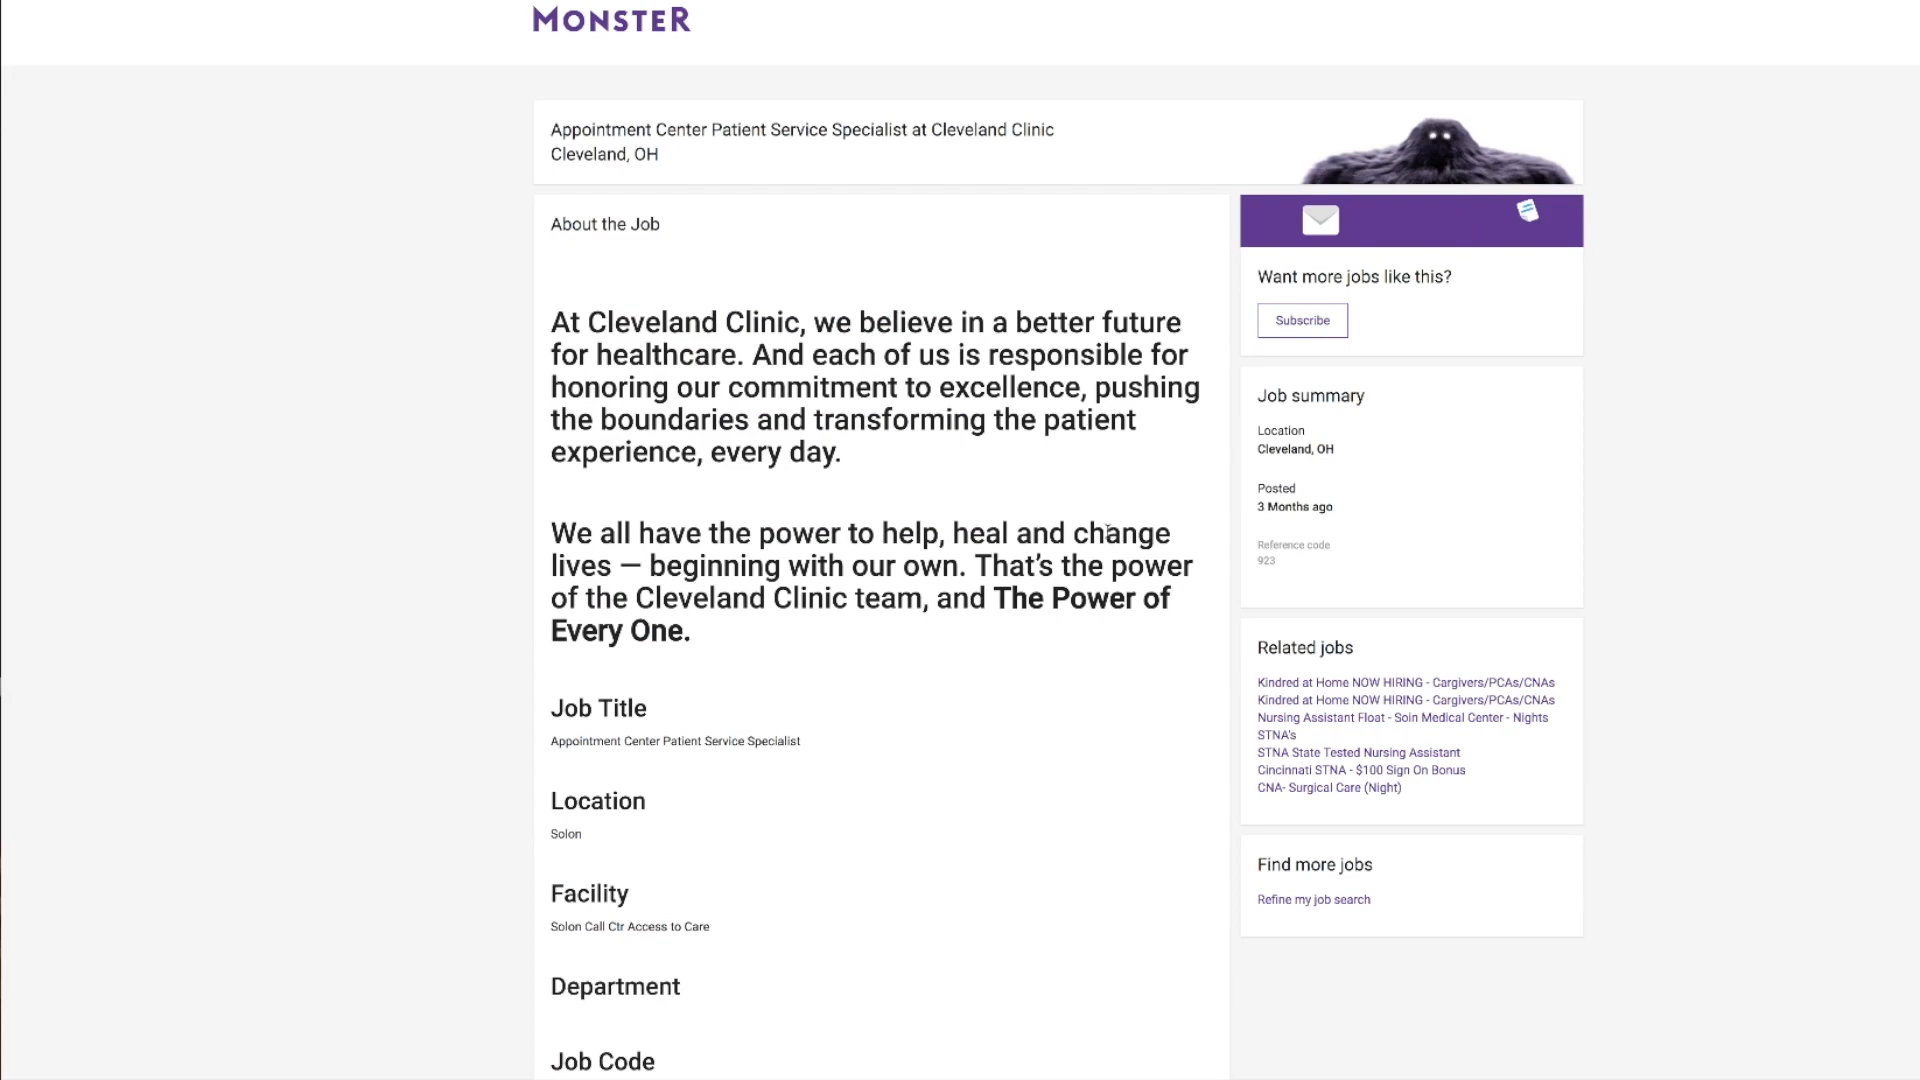 MONSTER
Appointment Center Patient Service Specialist at Cleveland Clinic
Cleveland, OH
About the Job
At Cleveland Clinic, we believe in a better future
for healthcare. And each of us is responsible for
honoring our commitment to excellence, pushing
the boundaries and transforming the patient
experience, every day.
We all have the power to help, heal and change
lives — beginning with our own. That’s the power
of the Cleveland Clinic team, and The Power of
Every One.
Job Title
Appointment Center Patient Service Specialist
Location
Solon
Facility
Solon Call Ctr Access to Care
Department
Job Code
Want more jobs like this?
Subscribe
Job summary
Location
Cleveland, OH
Posted
3 Months ago
Reference code
923
Related jobs
Kindred at Home NOW HIRING - Cargivers/PCAs/CNAs
Kindred at Home NOW HIRING - Cargivers/PCAs/CNAs
Nursing Assistant Float - Soin Medical Center - Nights
STNA's
STNA State Tested Nursing Assistant
Cincinnati STNA - $100 Sign On Bonus
CNA- Surgical Care (Night)
Find more jobs
Refine my job search